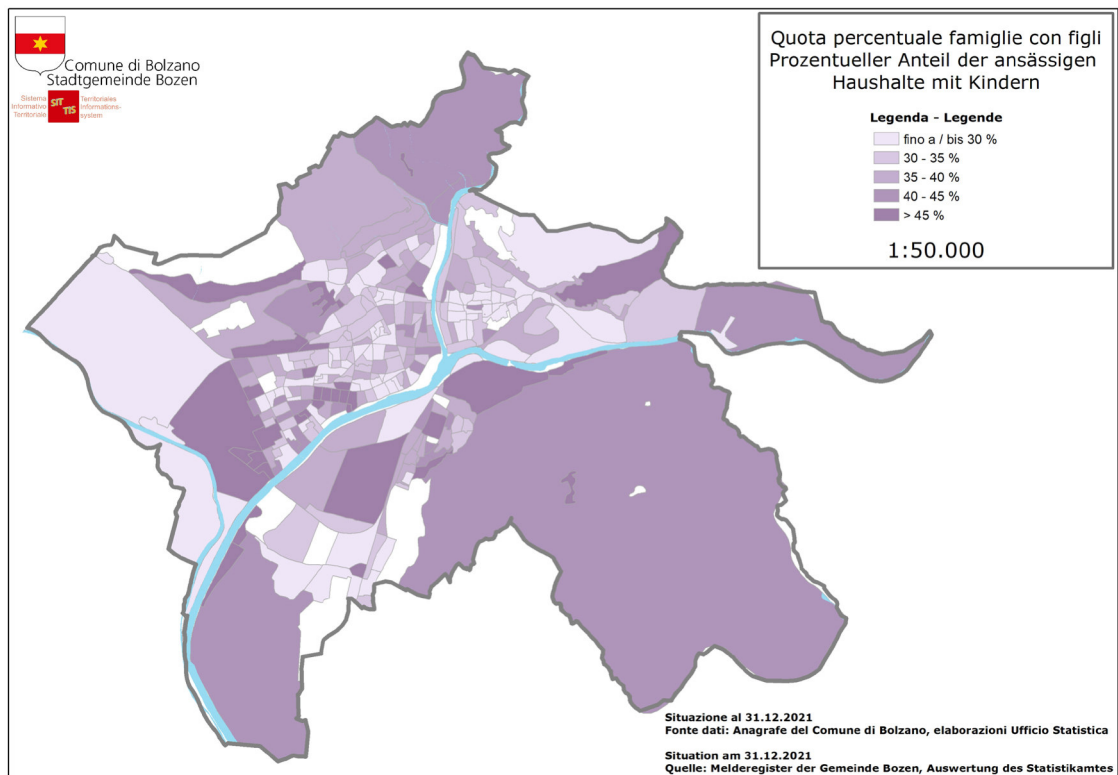 Comune di Bolzano
Stadtgemeinde Bozen
Sistema
Informativo
Territoriale
SIT
TIS
Territoriales
Informations-
system
Quota percentuale famiglie con figli
Prozentueller Anteil der ansässigen
Haushalte mit Kindern
Legenda - Legende
fino a / bis 30 %
30 - 35 %
35 - 40 %
40 - 45 %
> 45 %
1:50.000
Situazione al 31.12.2021
Fonte dati: Anagrafe del Comune di Bolzano, elaborazioni Ufficio Statistica
Situation am 31.12.2021
Quelle: Melderegister der Gemeinde Bozen, Auswertung des Statistikamtes